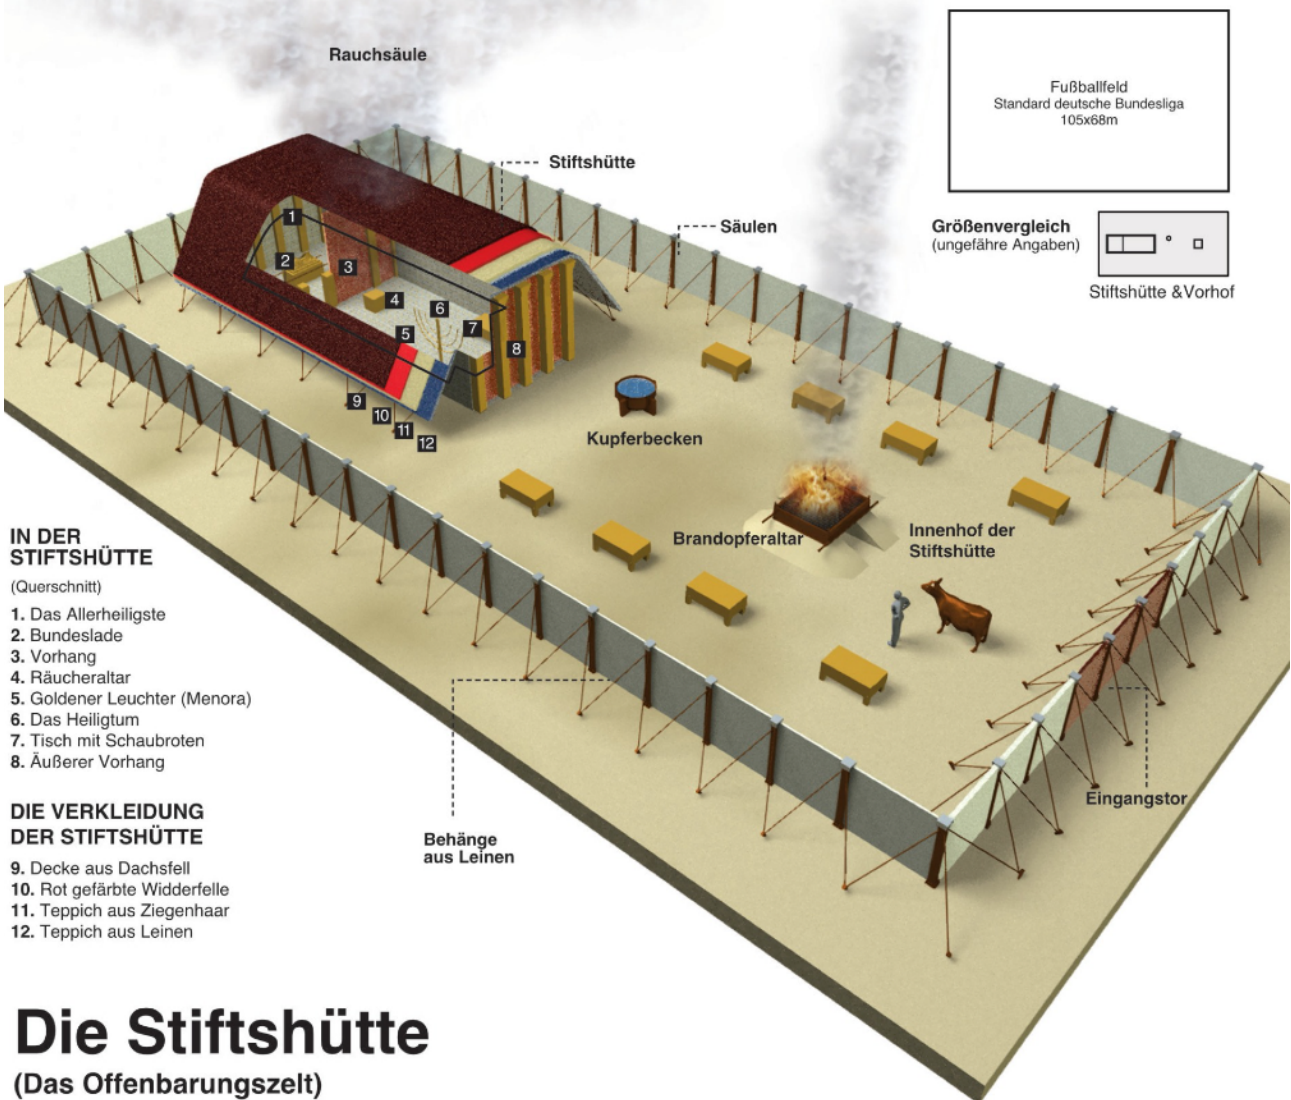 Rauchsäule
Fußballfeld
Standard deutsche Bundesliga
105x68m
Stiftshütte
Säulen
Größenvergleich
(ungefähre Angaben)
Stiftshütte &Vorhof
1
2
3
4
6
5
7
8
9
10
11
12
Kupferbecken
Brandopferaltar
Innenhof der
Stiftshütte
Eingangstor
Behänge
aus Leinen
IN DER
STIFTSHÜTTE
(Querschnitt)
1. Das Allerheiligste
2. Bundeslade
3. Vorhang
4. Räucheraltar
5. Goldener Leuchter (Menora)
6. Das Heiligtum
7. Tisch mit Schaubroten
8. Äußerer Vorhang
DIE VERKLEIDUNG
DER STIFTSHÜTTE
9. Decke aus Dachsfell
10. Rot gefärbte Widderfelle
11. Teppich aus Ziegenhaar
12. Teppich aus Leinen
Die Stiftshütte
(Das Offenbarungszelt)